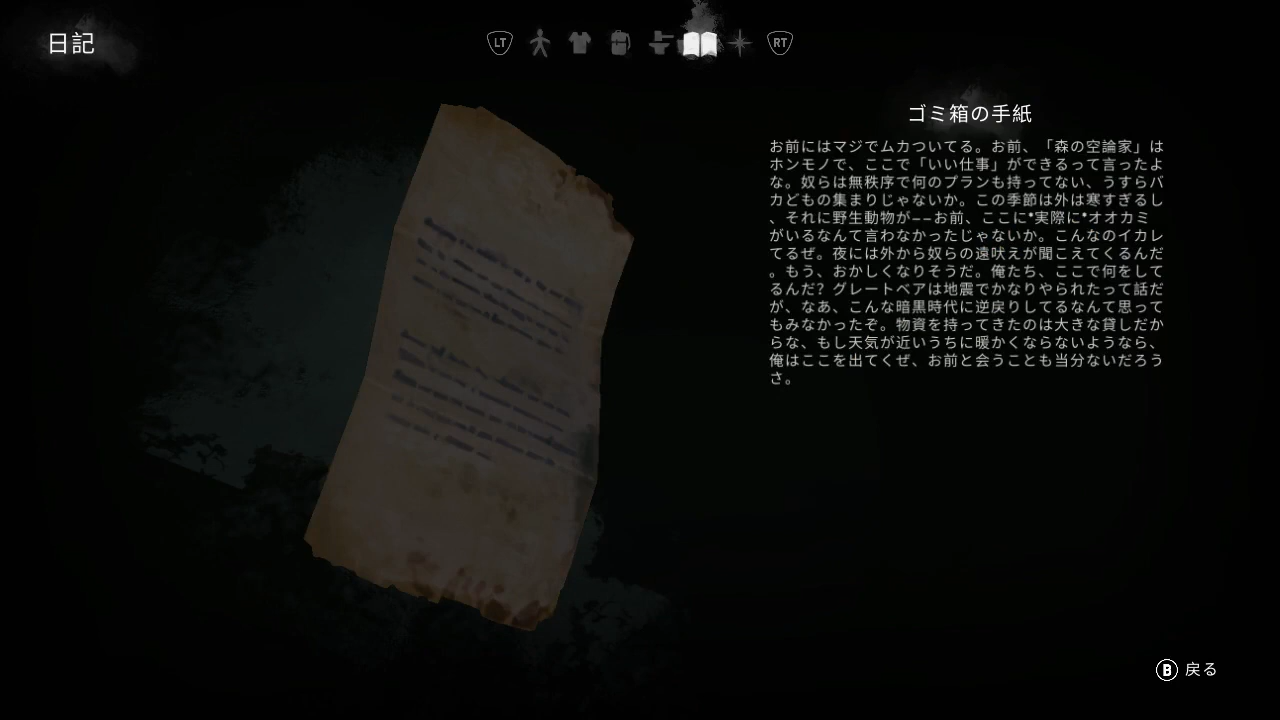 日記
LT
RT
ゴミ箱の手紙
お前にはマジでムカついてる。お前、「森の空論家」は
ホンモノで、ここで「いい仕事」ができるって言ったよ
な。奴らは無秩序で何のプランも持ってない、うすらバ
カどもの集まりじゃないか。この季節は外は寒すぎるし
、それに野生動物が――お前、ここに*実際に*オオカミ
がいるなんて言わなかったじゃないか。こんなのイカレ
てるぜ。夜には外から奴らの遠吠えが聞こえてくるんだ
。もう、おかしくなりそうだ。俺たち、ここで何をして
るんだ? グレートベアは地震でかなりやられたって話だ
が、なあ、こんな暗黒時代に逆戻りしてるなんて思って
もみなかったぞ。物資を持ってきたのは大きな貸しだか
らな、もし天気が近いうちに暖かくならないようなら、
俺はここを出てくぜ、お前と会うことも当分ないだろう
さ。
B 戻る